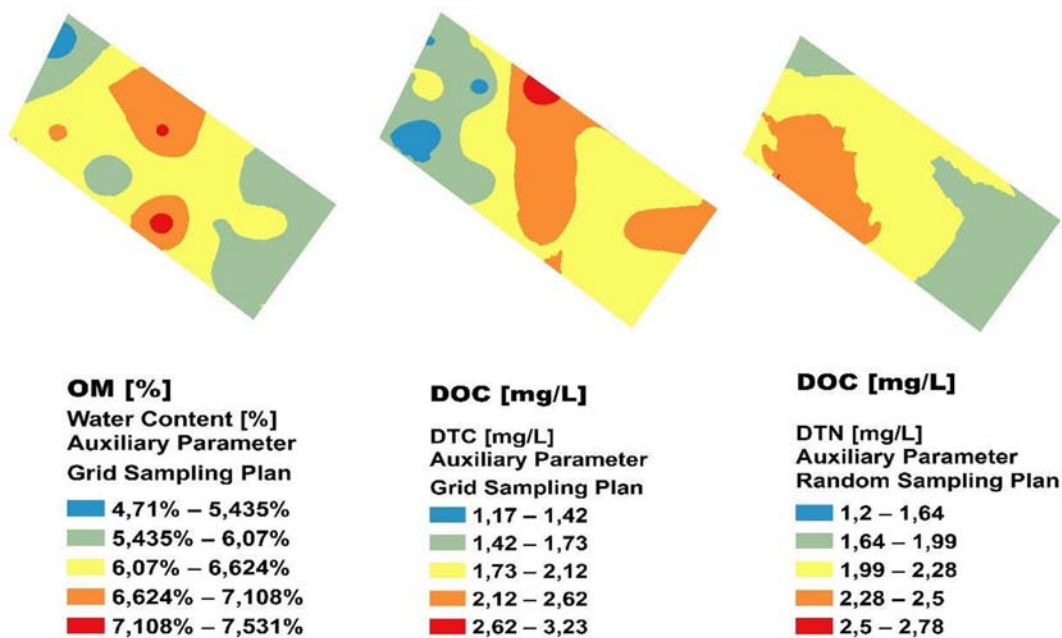 OM [%]
Water Content [%]
Auxiliary Parameter
Grid Sampling Plan
4,71% – 5,435%
5,435% – 6,07%
6,07% – 6,624%
6,624% – 7,108%
7,108% – 7,531%
DOC [mg/L]
DTC [mg/L]
Auxiliary Parameter
Grid Sampling Plan
1,17 – 1,42
1,42 – 1,73
1,73 – 2,12
2,12 – 2,62
2,62 – 3,23
DOC [mg/L]
DTN [mg/L]
Auxiliary Parameter
Random Sampling Plan
1,2 – 1,64
1,64 – 1,99
1,99 – 2,28
2,28 – 2,5
2,5 – 2,78